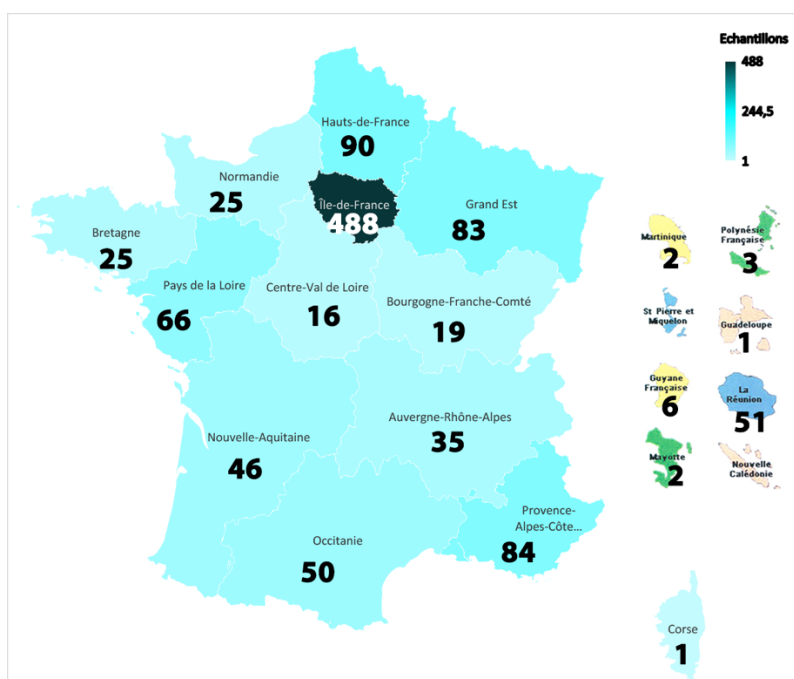 Echantillons
488
244,5
1
Hauts-de-France
90
Normandie
25
Île-de-France
488
Grand Est
83
Bretagne
25
Pays de la Loire
66
Centre-Val de Loire
16
Bourgogne-Franche-Comté
19
Martinique
2
Polynésie
Française
3
St Pierre et
Miquelon
Guadeloupe
1
Guyane
Française
6
La
Réunion
51
Mayotte
2
Nouvelle
Calédonie
Auvergne-Rhône-Alpes
35
Nouvelle-Aquitaine
46
Occitanie
50
Provence-
Alpes-Côte...
84
Corse
1